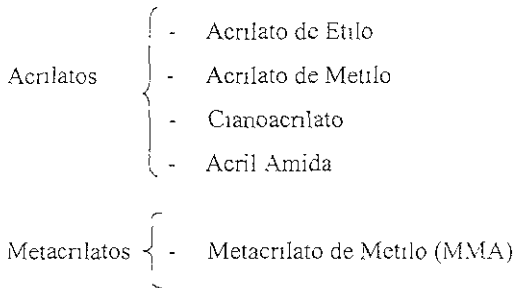 - Acrilato de Etilo
Acrilatos - Acrilato de Metilo
- Cianoacrilato
- Acril Amida
Metacrilatos - Metacrilato de Metilo (MMA)